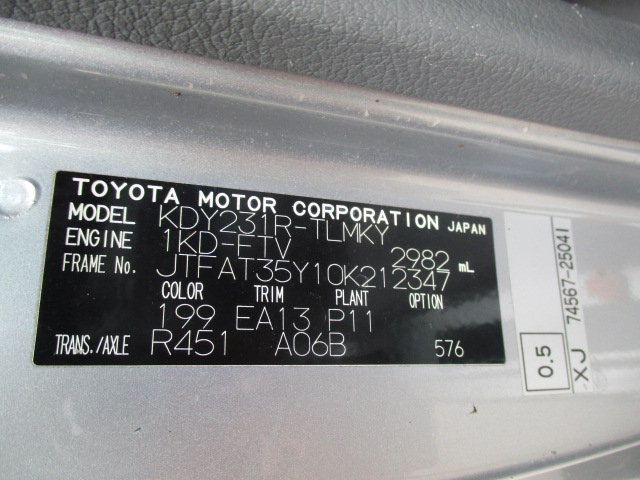 TOYOTA MOTOR CORPORATION JAPAN
MODEL KDY231R-TLMKY
ENGINE 1KD-FTV 2982 mL
FRAME No. JTFAT35Y10K212347
COLOR TRIM PLANT OPTION
199 EA13 P11
TRANS./AXLE R451 A06B 576
0.5
XJ 74567-25041